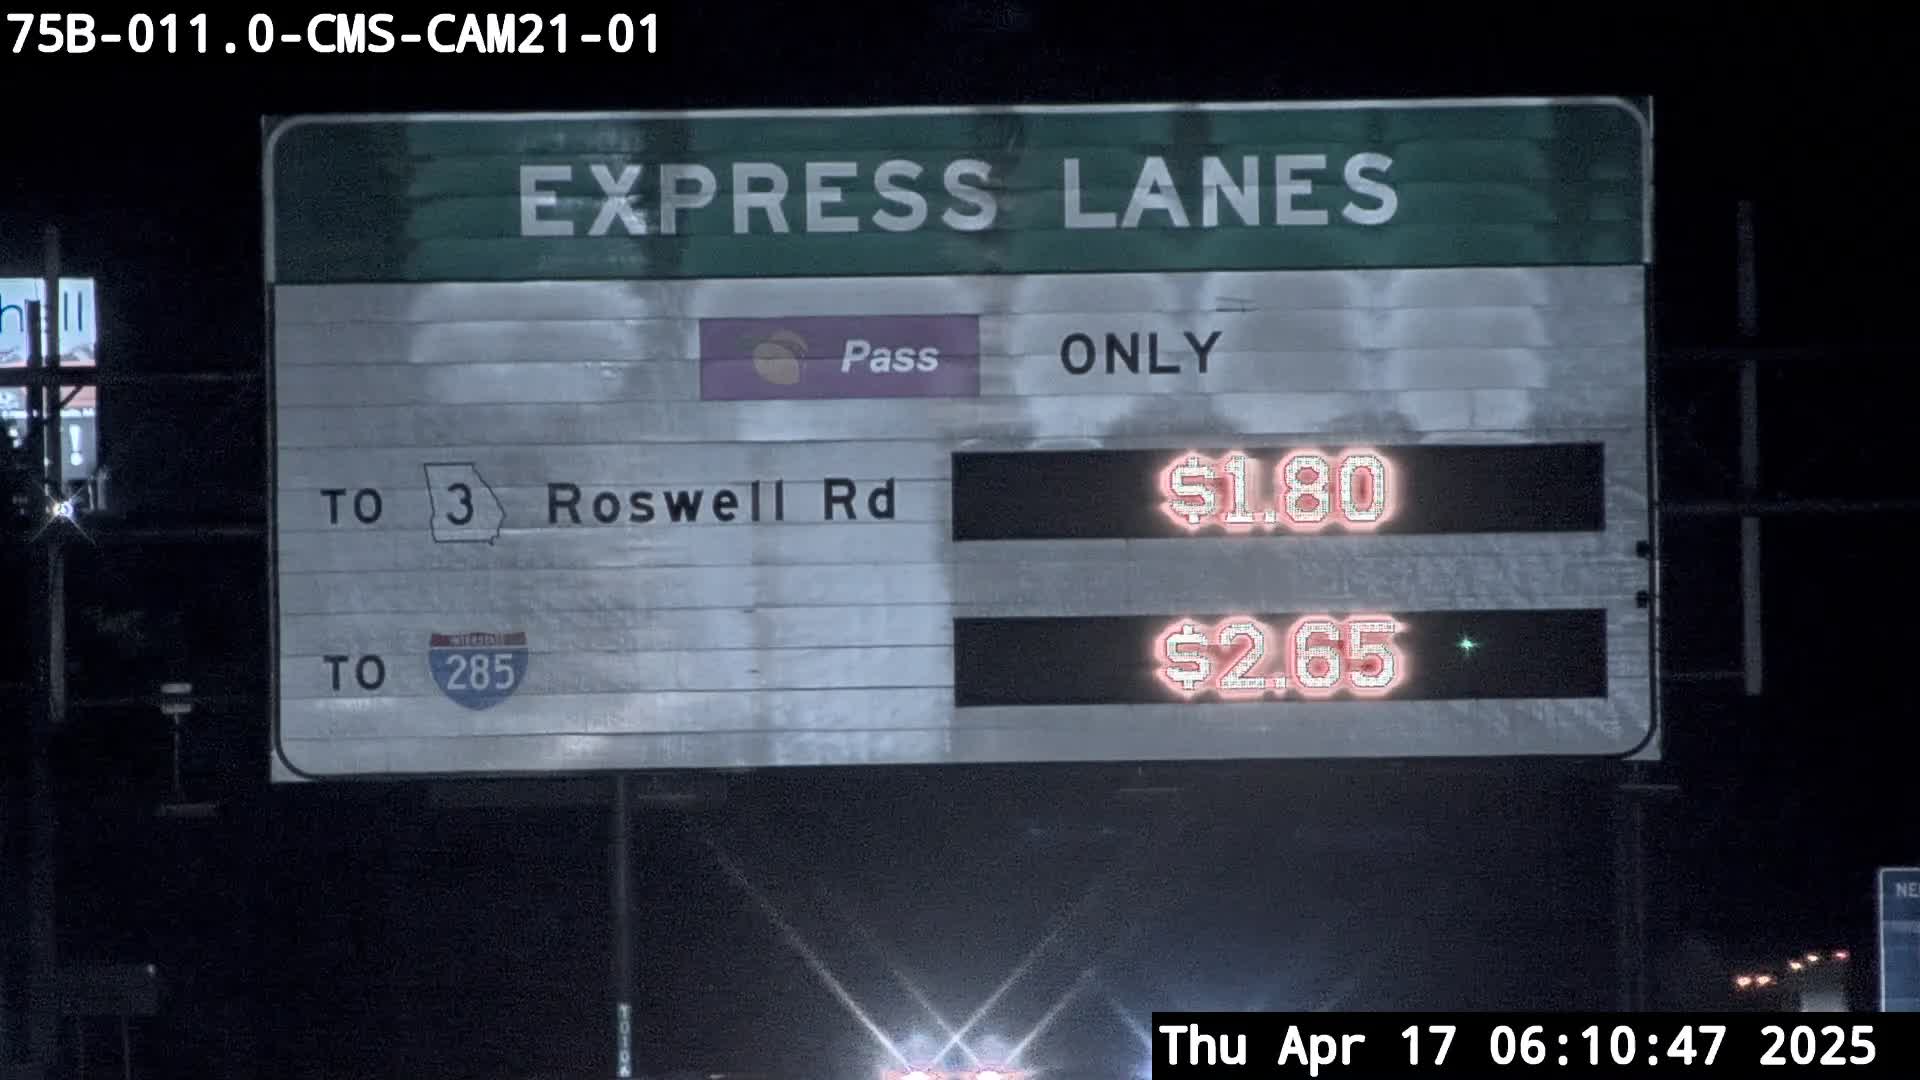 75B-011.0-CMS-CAM21-01
EXPRESS LANES
Pass ONLY
TO 3 Roswell Rd $1.80
INTERSTATE
TO 285 $2.65
Thu Apr 17 06:10:47 2025